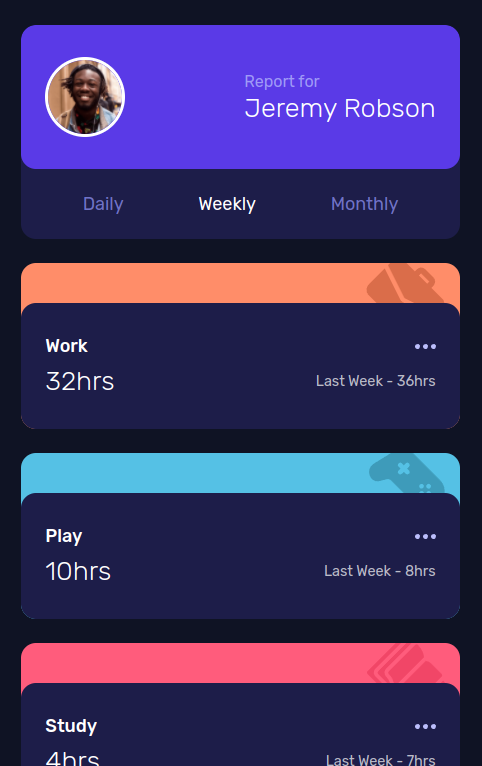 Report for
Jeremy Robson
Daily Weekly Monthly
Work
32hrs Last Week - 36hrs
Play
10hrs Last Week - 8hrs
Study
4hrs Last Week - 7hrs